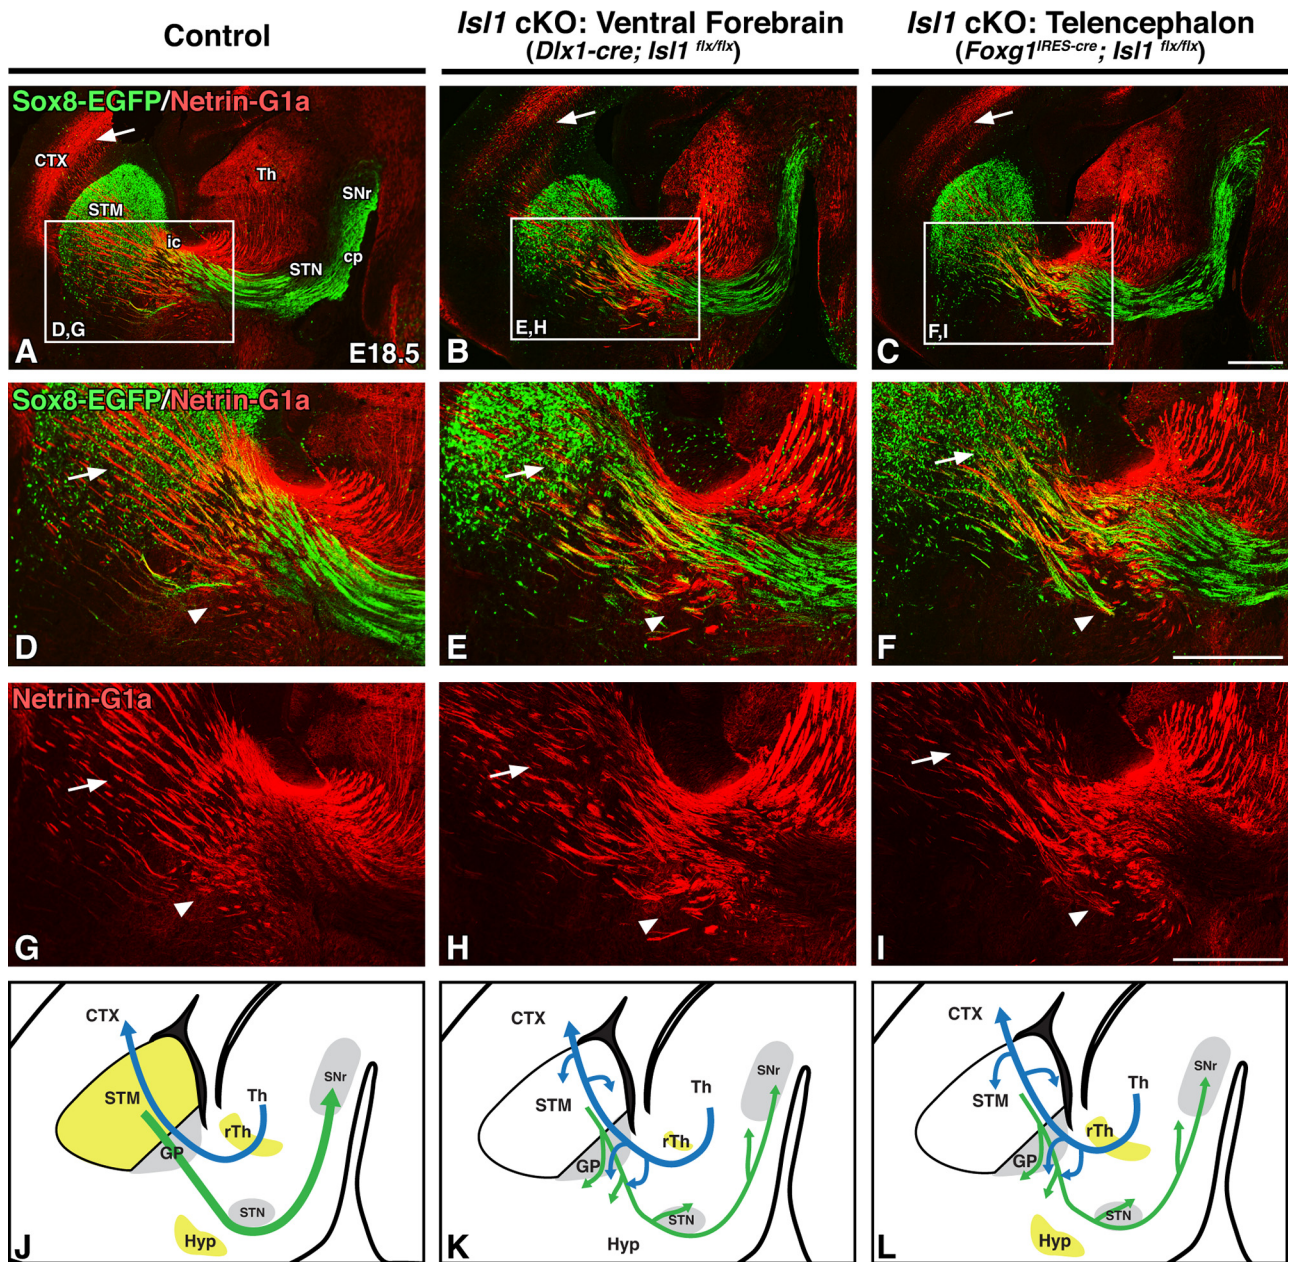 Control
Isl1 cKO: Ventral Forebrain
(Dlx1-cre; Isl1 flx/flx)
Isl1 cKO: Telencephalon
(Foxg1IRES-cre; Isl1 flx/flx)
Sox8-EGFP/Netrin-G1a
CTX
STM
ic
Th
SNr
STN
cp
D,G
A
E18.5
E,H
B
F,I
C
Sox8-EGFP/Netrin-G1a
D
E
F
Netrin-G1a
G
H
I
CTX
STM
GP
rTh
Th
SNr
STN
Hyp
J
CTX
STM
GP
rTh
Th
SNr
STN
Hyp
K
CTX
STM
GP
rTh
Th
SNr
STN
Hyp
L